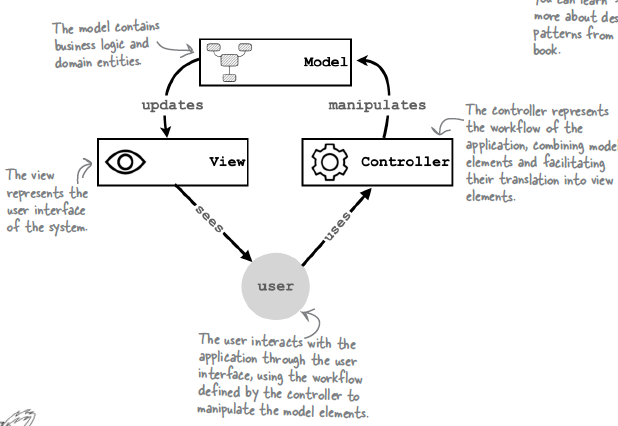 you can learn
more about des
patterns from
book.
The model contains
business logic and
domain entities.
Model
updates
manipulates
The controller represents
the workflow of the
application, combining model
elements and facilitating
their translation into view
elements.
View
Controller
The view
represents the
user interface
of the system.
sees
uses
user
The user interacts with the
application through the user
interface, using the workflow
defined by the controller to
manipulate the model elements.